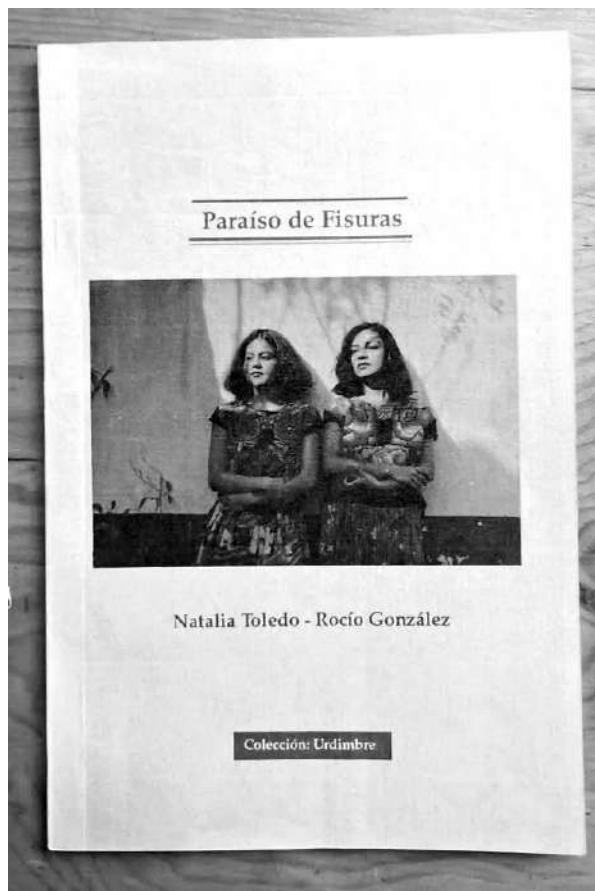 Paraíso de Fisuras
Natalia Toledo - Rocío González
Colección: Urdimbre